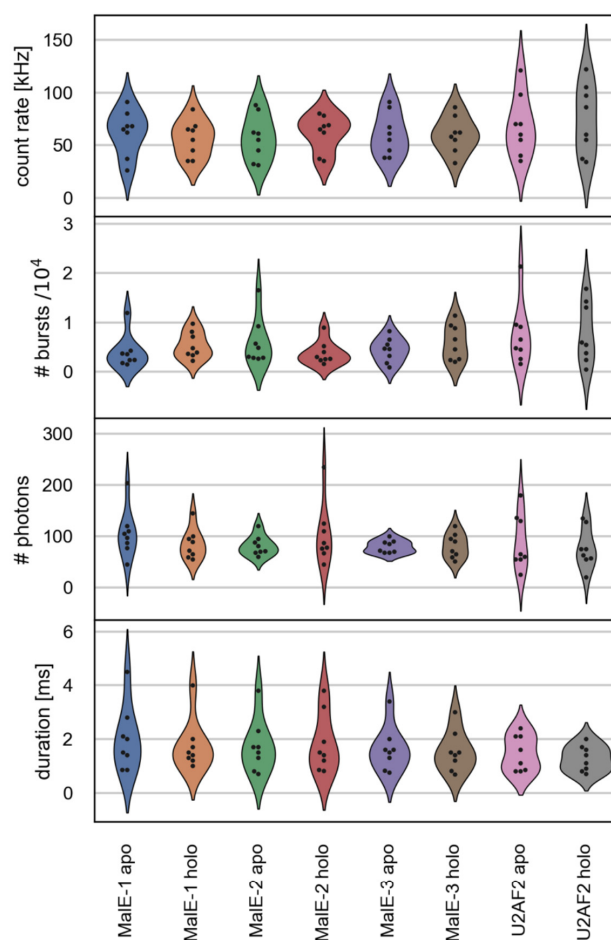 150
100
50
0
count rate [kHz]
3
2
1
0
# bursts /10⁴
300
200
100
0
# photons
6
4
2
0
duration [ms]
MalE-1 apo
MalE-1 holo
MalE-2 apo
MalE-2 holo
MalE-3 apo
MalE-3 holo
U2AF2 apo
U2AF2 holo